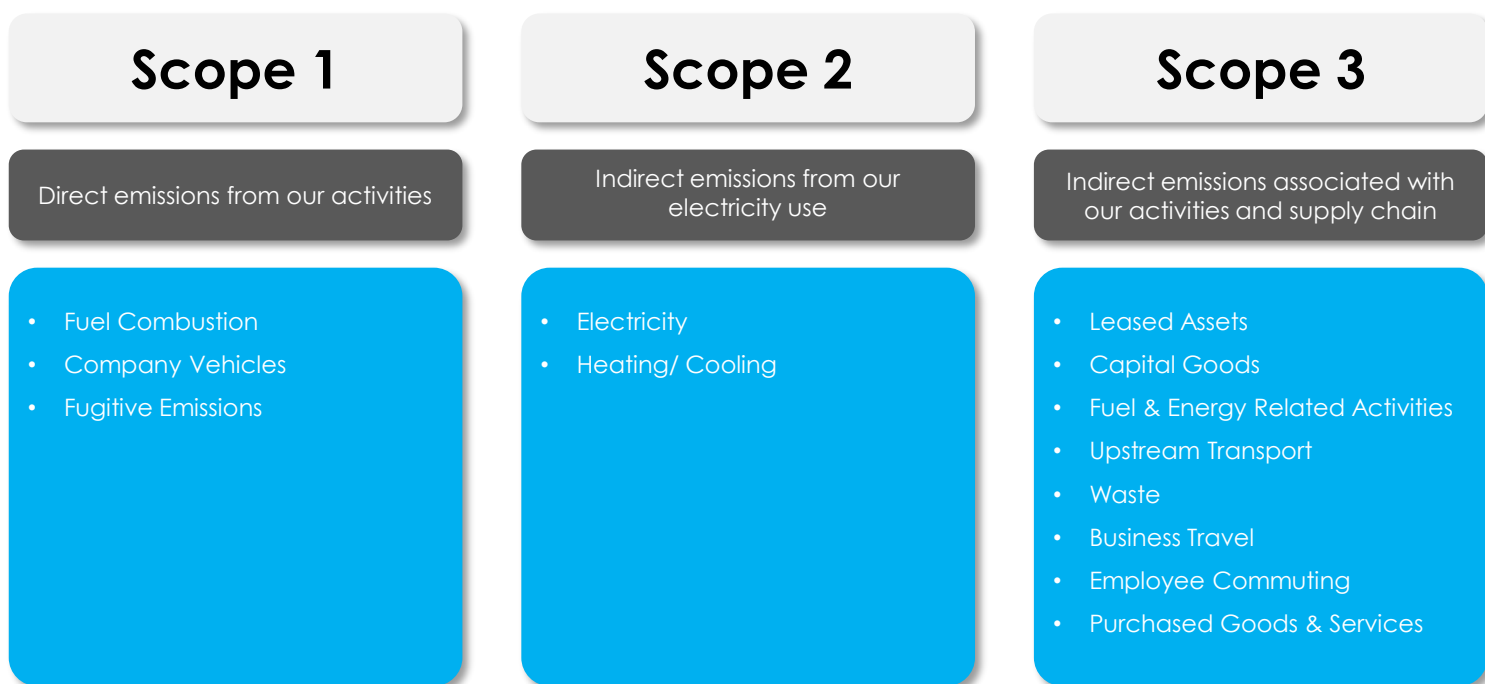 Scope 1
Direct emissions from our activities
• Fuel Combustion
• Company Vehicles
• Fugitive Emissions
Scope 2
Indirect emissions from our
electricity use
• Electricity
• Heating/ Cooling
Scope 3
Indirect emissions associated with
our activities and supply chain
• Leased Assets
• Capital Goods
• Fuel & Energy Related Activities
• Upstream Transport
• Waste
• Business Travel
• Employee Commuting
• Purchased Goods & Services